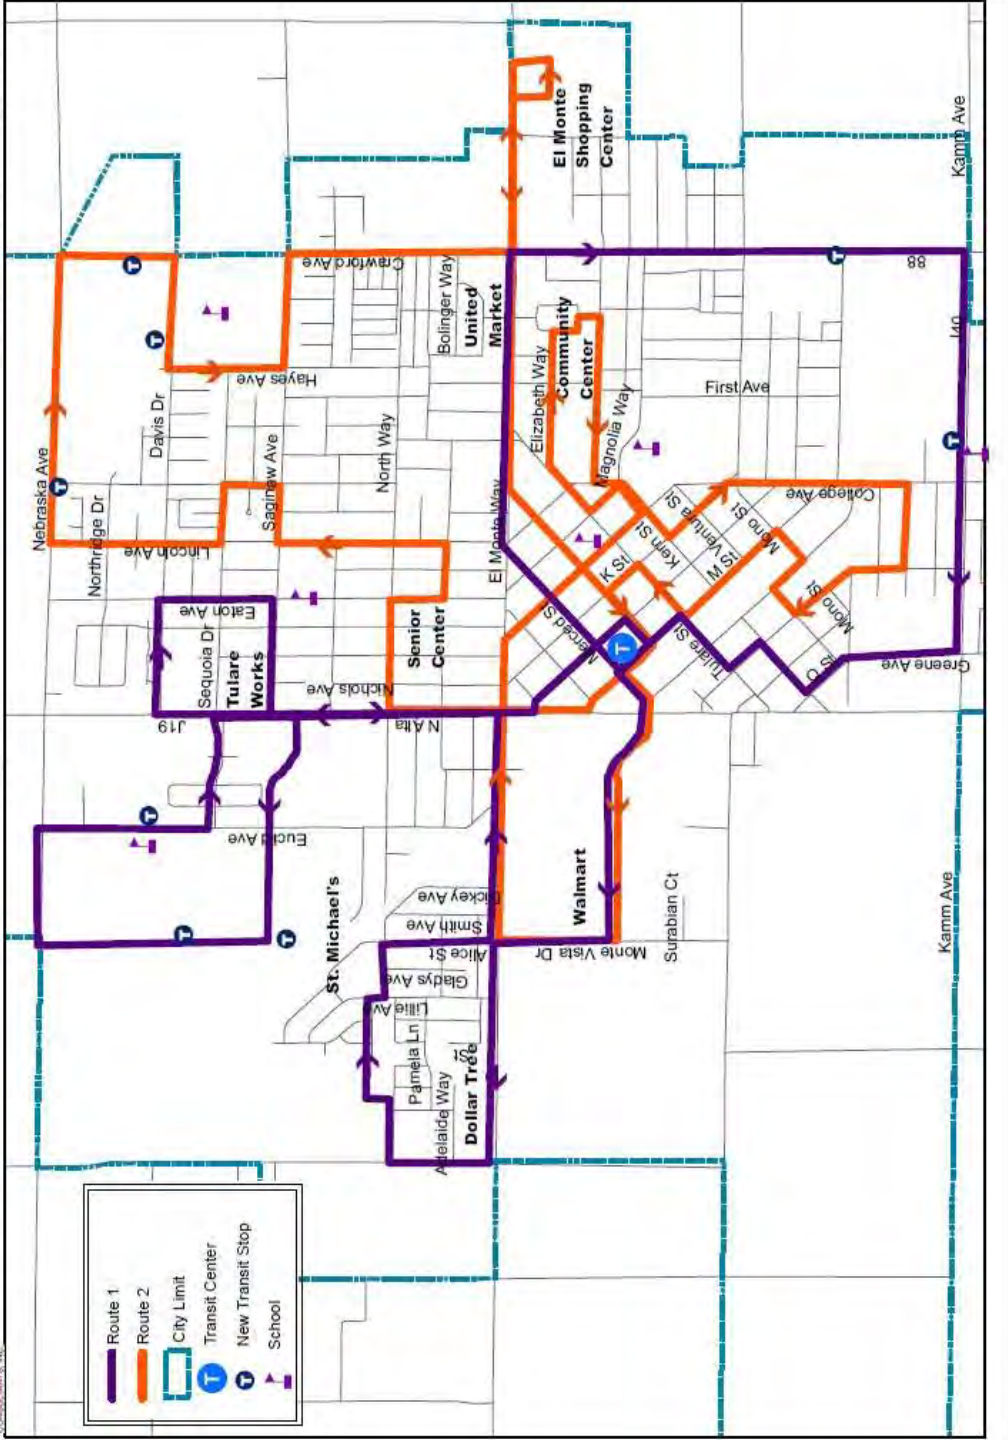 Route 1
Route 2
City Limit
Transit Center
New Transit Stop
School
Nebraska Ave
Northridge Dr
Davis Dr
Lincoln Ave
Eaton Ave
Sequoia Dr
Tulare
Works
J19
Saginaw Ave
Hayes Ave
Crawford Ave
Nichols Ave
North Way
N Alta
Euclid Ave
Senior
Center
Bolinger Way
United
Market
El Monte Way
Elizabeth Way
Community
Center
El Monte
Shopping
Center
Magnolia Way
First Ave
Kamm Ave
88
College Ave
K St
Kern St
Ventura St
M St
Mono St
Merced St
Tulare St
Mono St
Q St
Greene Ave
St. Michael's
Dickey Ave
Smith Ave
Alice St
Gladys Ave
Lillie Ave
Pamela Ln
St
Adelaide Way
Dollar Tree
Walmart
Monte Vista Dr
Surabian Ct
Kamm Ave